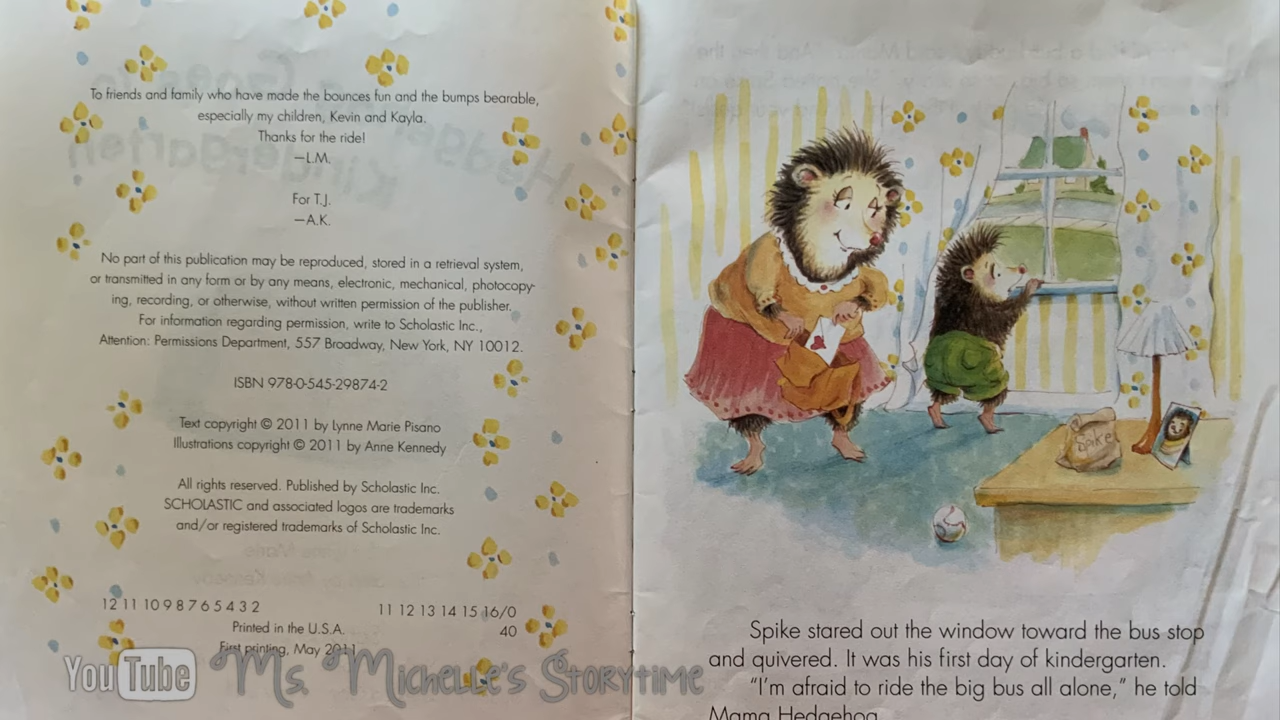 To friends and family who have made the bounces fun and the bumps bearable,
especially my children, Kevin and Kayla.
Thanks for the ride!
—L.M.
For T.J.
—A.K.
No part of this publication may be reproduced, stored in a retrieval system,
or transmitted in any form or by any means, electronic, mechanical, photocopy-
ing, recording, or otherwise, without written permission of the publisher.
For information regarding permission, write to Scholastic Inc.,
Attention: Permissions Department, 557 Broadway, New York, NY 10012.
ISBN 978-0-545-29874-2
Text copyright © 2011 by Lynne Marie Pisano
Illustrations copyright © 2011 by Anne Kennedy
All rights reserved. Published by Scholastic Inc.
SCHOLASTIC and associated logos are trademarks
and/or registered trademarks of Scholastic Inc.
12 11 10 9 8 7 6 5 4 3 2 11 12 13 14 15 16/0
Printed in the U.S.A. 40
First printing, May 2011
YouTube Ms. Michelle's Storytime
Spike
Spike stared out the window toward the bus stop
and quivered. It was his first day of kindergarten.
“I’m afraid to ride the big bus all alone,” he told
Mama Hedgehog